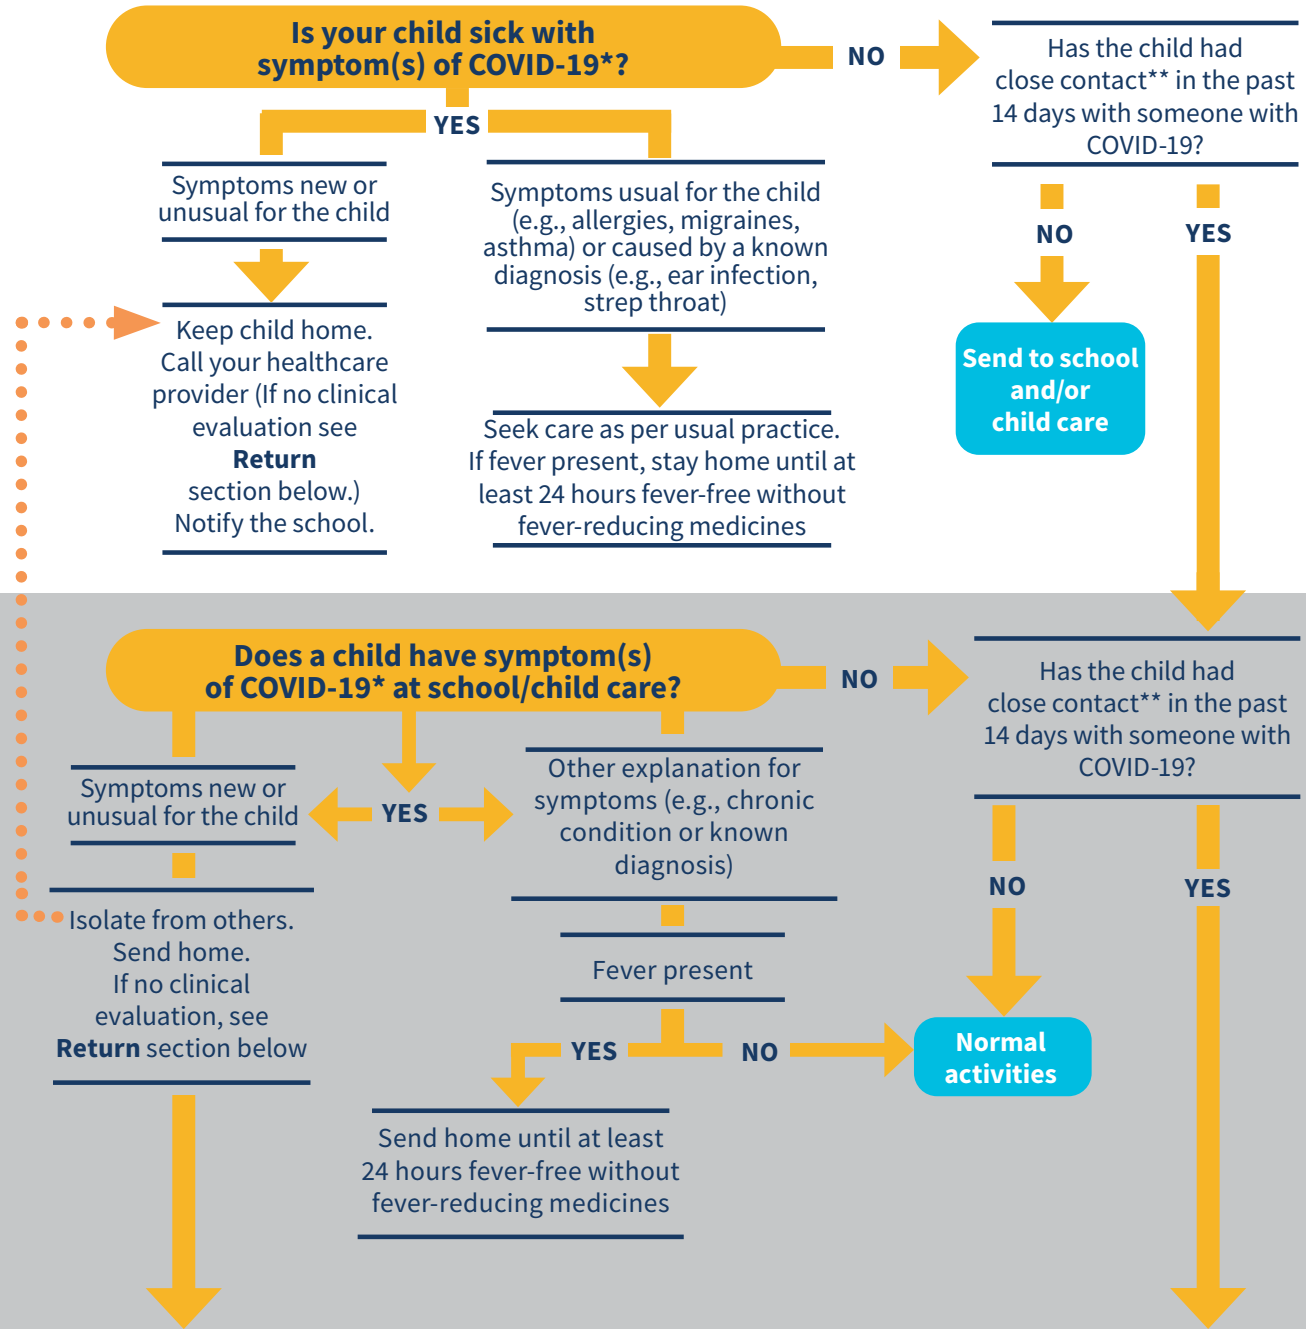 Is your child sick with
symptom(s) of COVID-19*?
NO
Has the child had
close contact** in the past
14 days with someone with
COVID-19?
YES
Symptoms new or
unusual for the child
Symptoms usual for the child
(e.g., allergies, migraines,
asthma) or caused by a known
diagnosis (e.g., ear infection,
strep throat)
NO
YES
Keep child home.
Call your healthcare
provider (If no clinical
evaluation see
Return
section below.)
Notify the school.
Seek care as per usual practice.
If fever present, stay home until at
least 24 hours fever-free without
fever-reducing medicines
Send to school
and/or
child care
Does a child have symptom(s)
of COVID-19* at school/child care?
NO
Has the child had
close contact** in the past
14 days with someone with
COVID-19?
Symptoms new or
unusual for the child
YES
Other explanation for
symptoms (e.g., chronic
condition or known
diagnosis)
NO
YES
Isolate from others.
Send home.
If no clinical
evaluation, see
Return section below
Fever present
YES
NO
Normal
activities
Send home until at least
24 hours fever-free without
fever-reducing medicines